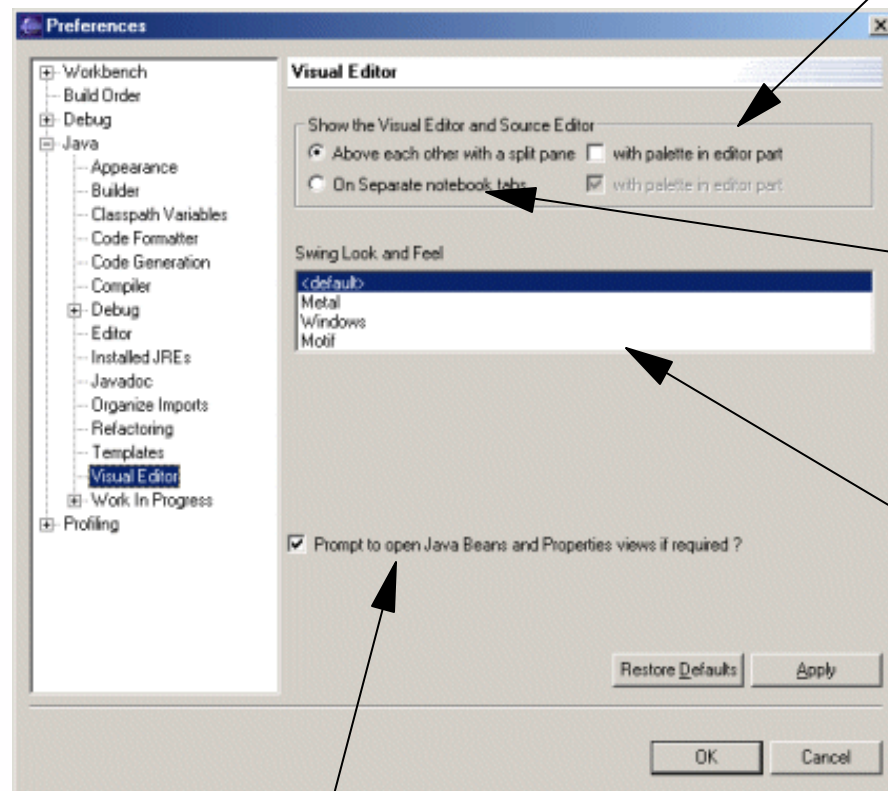 Preferences
Workbench
Build Order
Debug
Java
Appearance
Builder
Classpath Variables
Code Formatter
Code Generation
Compiler
Debug
Editor
Installed JREs
Javadoc
Organize Imports
Refactoring
Templates
Visual Editor
Work In Progress
Profiling
Visual Editor
Show the Visual Editor and Source Editor
Above each other with a split pane with palette in editor part
On Separate notebook tabs with palette in editor part
Swing Look and Feel
<default>
Metal
Windows
Motif
Prompt to open Java Beans and Properties views if required ?
Restore Defaults Apply
OK Cancel